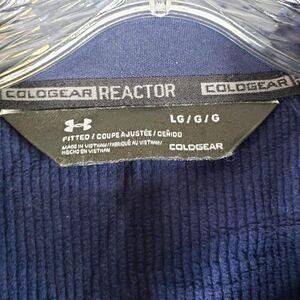 COLDGEAR REACTOR COLDGEAR
LG / G / G
FITTED / COUPE AJUSTÉE / CEÑIDO
MADE IN VIETNAM / FABRIQUÉ AU VIETNAM /
HECHO EN VIETNAM
COLDGEAR